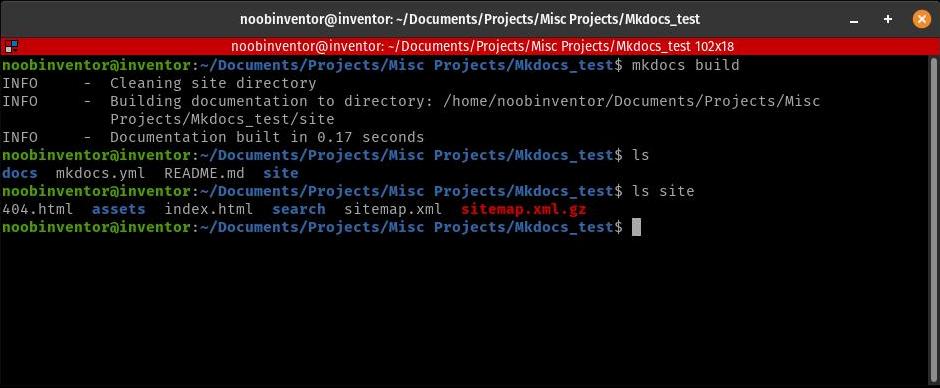 noobinventor@inventor: ~/Documents/Projects/Misc Projects/Mkdocs_test
noobinventor@inventor: ~/Documents/Projects/Misc Projects/Mkdocs_test 102x18
noobinventor@inventor:~/Documents/Projects/Misc Projects/Mkdocs_test$ mkdocs build
INFO     -  Cleaning site directory
INFO     -  Building documentation to directory: /home/noobinventor/Documents/Projects/Misc
            Projects/Mkdocs_test/site
INFO     -  Documentation built in 0.17 seconds
noobinventor@inventor:~/Documents/Projects/Misc Projects/Mkdocs_test$ ls
docs  mkdocs.yml  README.md  site
noobinventor@inventor:~/Documents/Projects/Misc Projects/Mkdocs_test$ ls site
404.html  assets  index.html  search  sitemap.xml  sitemap.xml.gz
noobinventor@inventor:~/Documents/Projects/Misc Projects/Mkdocs_test$